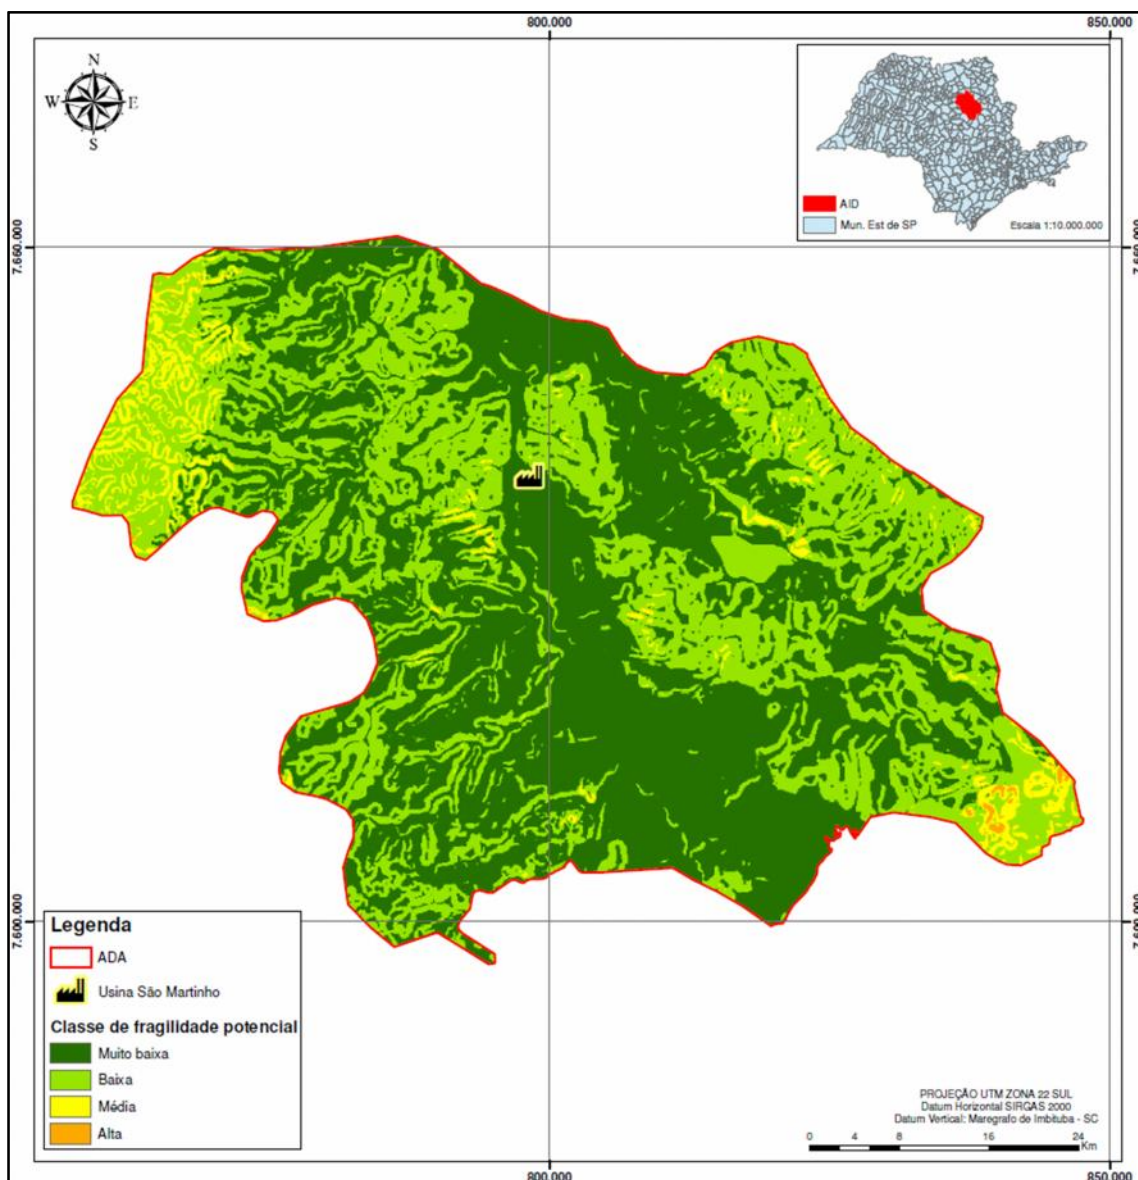 800.000
850.000
N
W
E
S
AID
Mun. Est de SP
Escala 1:10.000.000
7.660.000
7.660.000
7.600.000
7.600.000
Legenda
ADA
Usina São Martinho
Classe de fragilidade potencial
Muito baixa
Baixa
Média
Alta
PROJEÇÃO UTM ZONA 22 SUL
Datum Horizontal SIRGAS 2000
Datum Vertical: Maregrafo de Imbituba - SC
0 4 8 16 24
Km
800.000
850.000